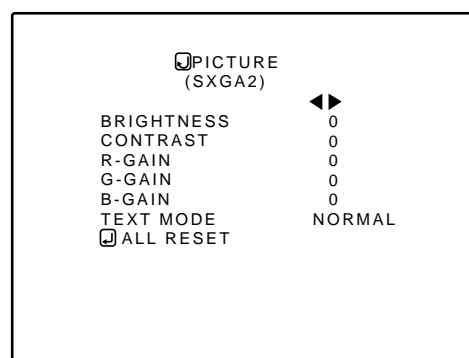 PICTURE
(SXGA2)
BRIGHTNESS 0
CONTRAST 0
R-GAIN 0
G-GAIN 0
B-GAIN 0
TEXT MODE NORMAL
ALL RESET